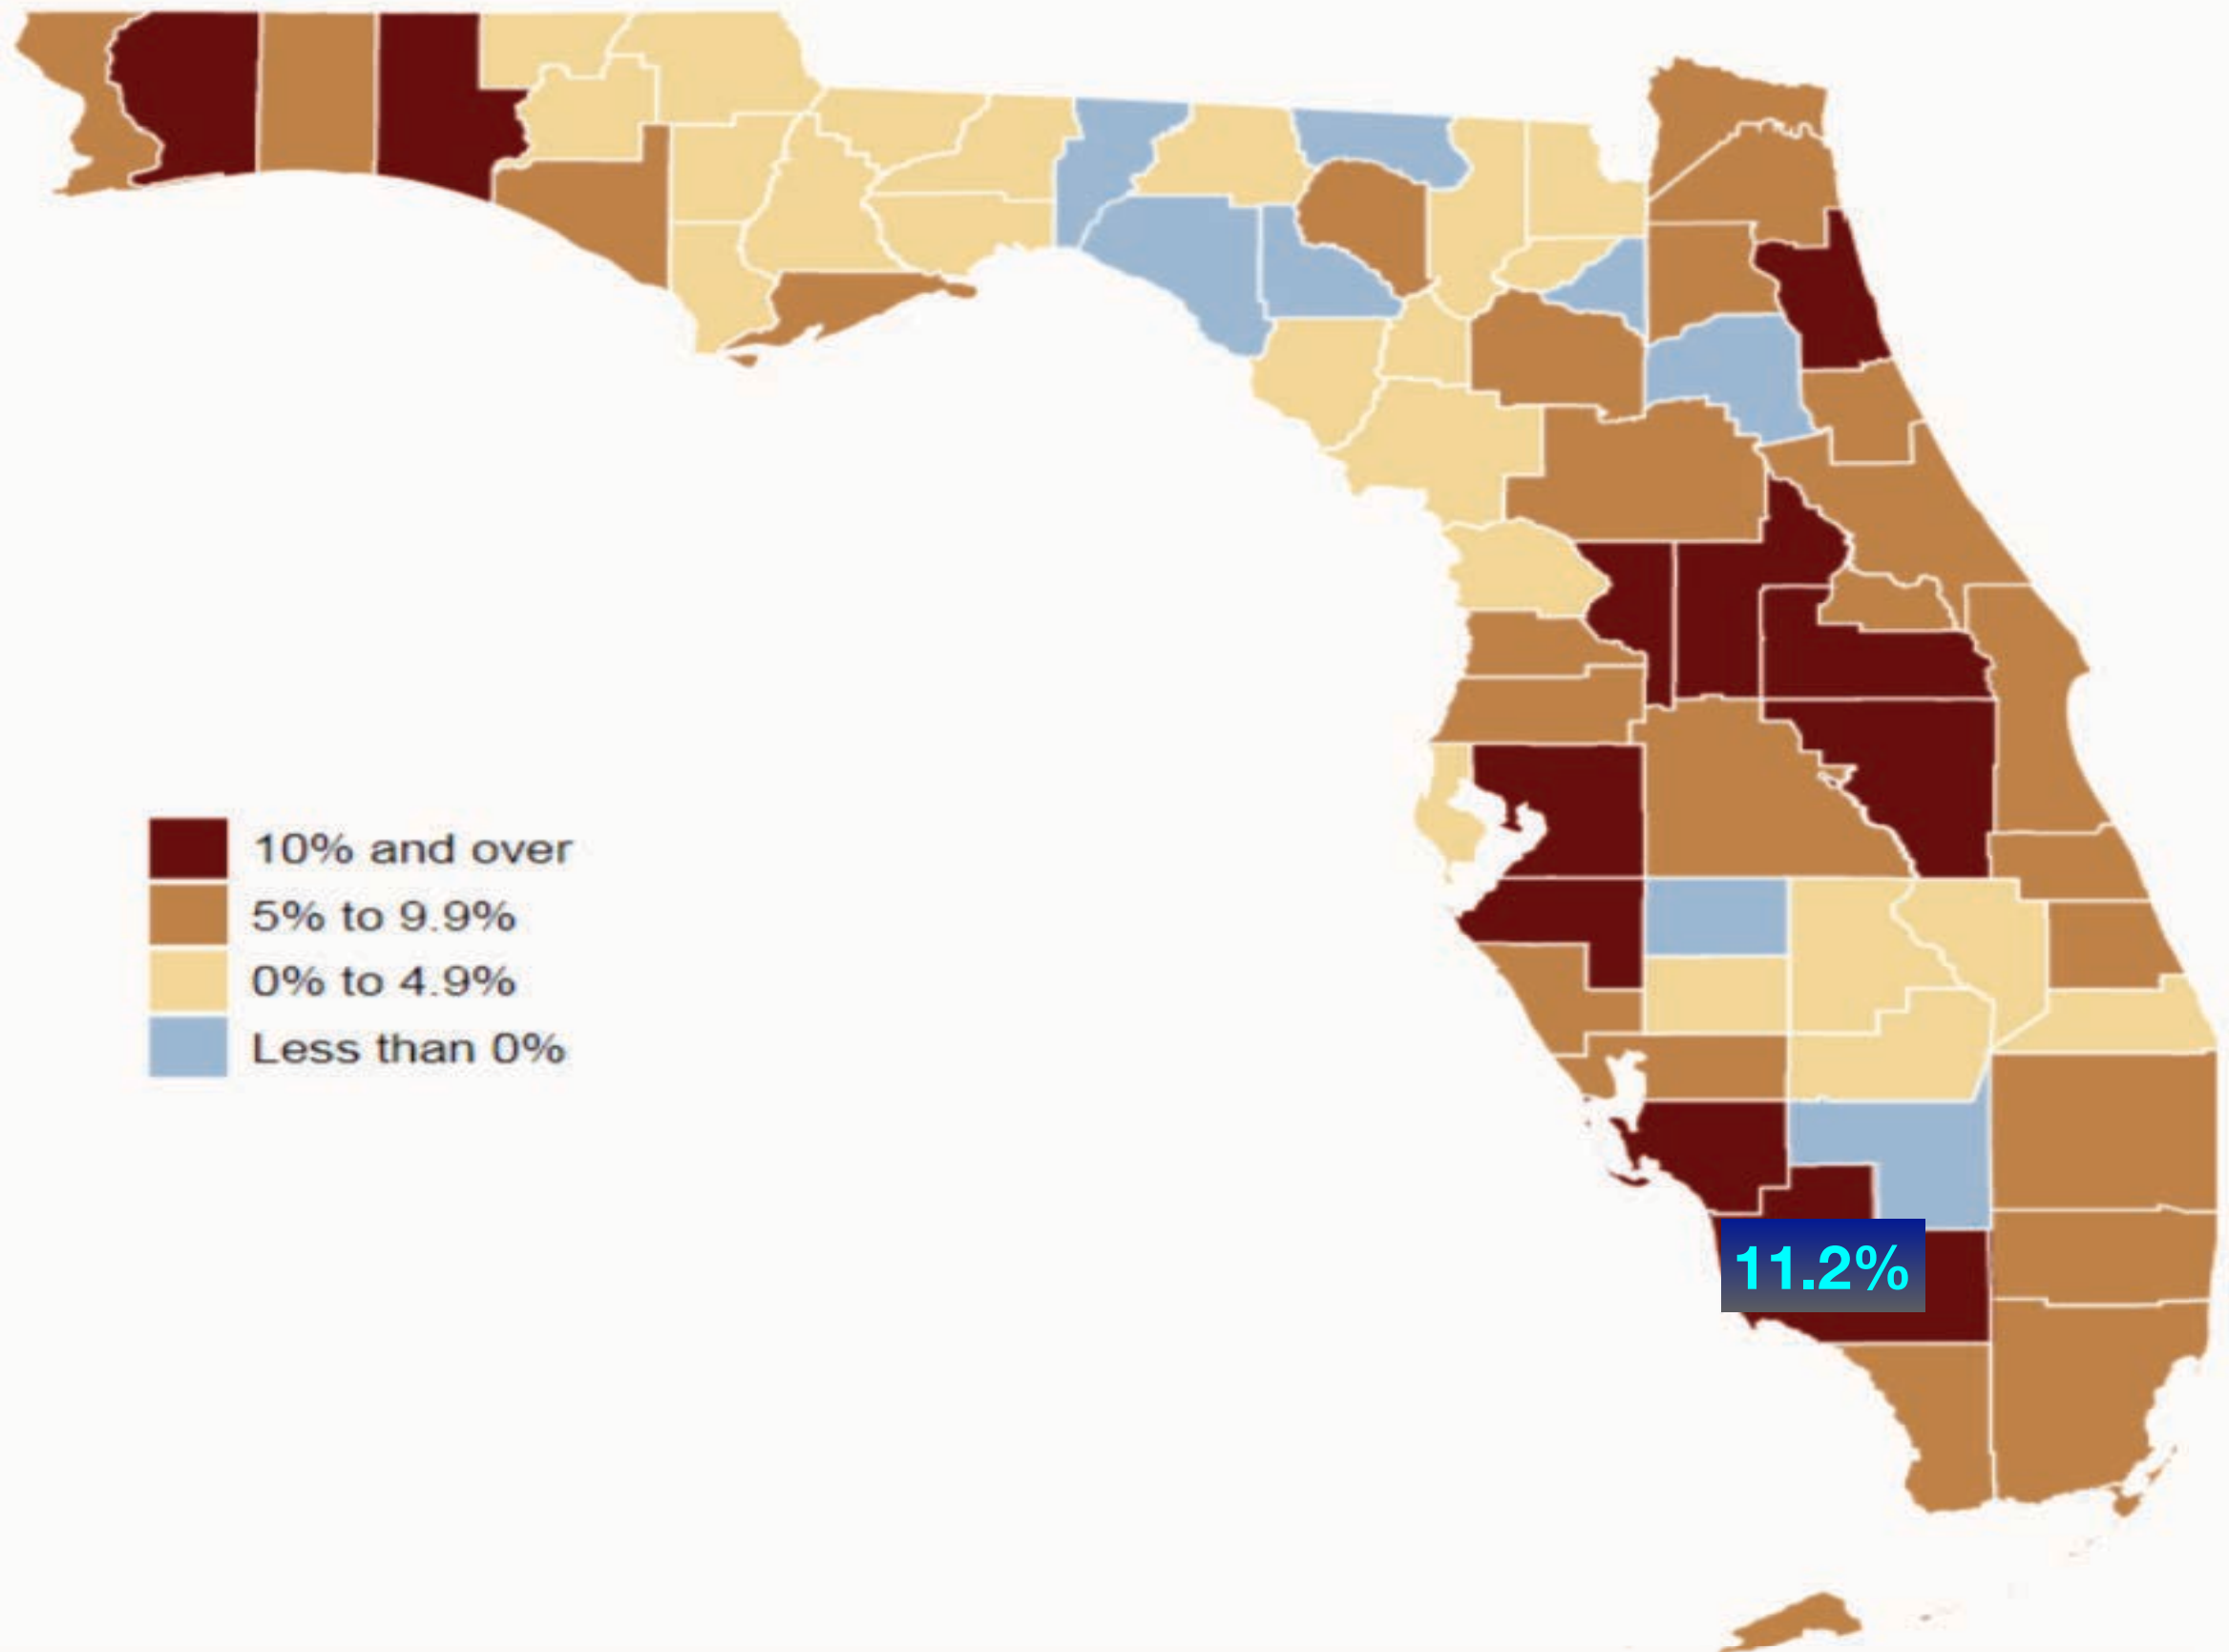 10% and over
5% to 9.9%
0% to 4.9%
Less than 0%
11.2%